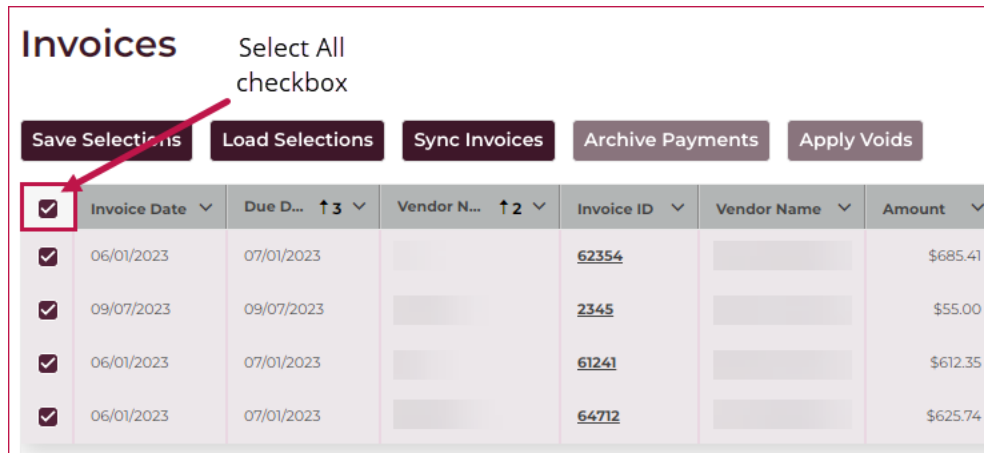 Invoices
Select All
checkbox
Save Selections Load Selections Sync Invoices Archive Payments Apply Voids
Invoice Date Due D... ↑3 Vendor N... ↑2 Invoice ID Vendor Name Amount
06/01/2023 07/01/2023 62354 $685.41
09/07/2023 09/07/2023 2345 $55.00
06/01/2023 07/01/2023 61241 $612.35
06/01/2023 07/01/2023 64712 $625.74